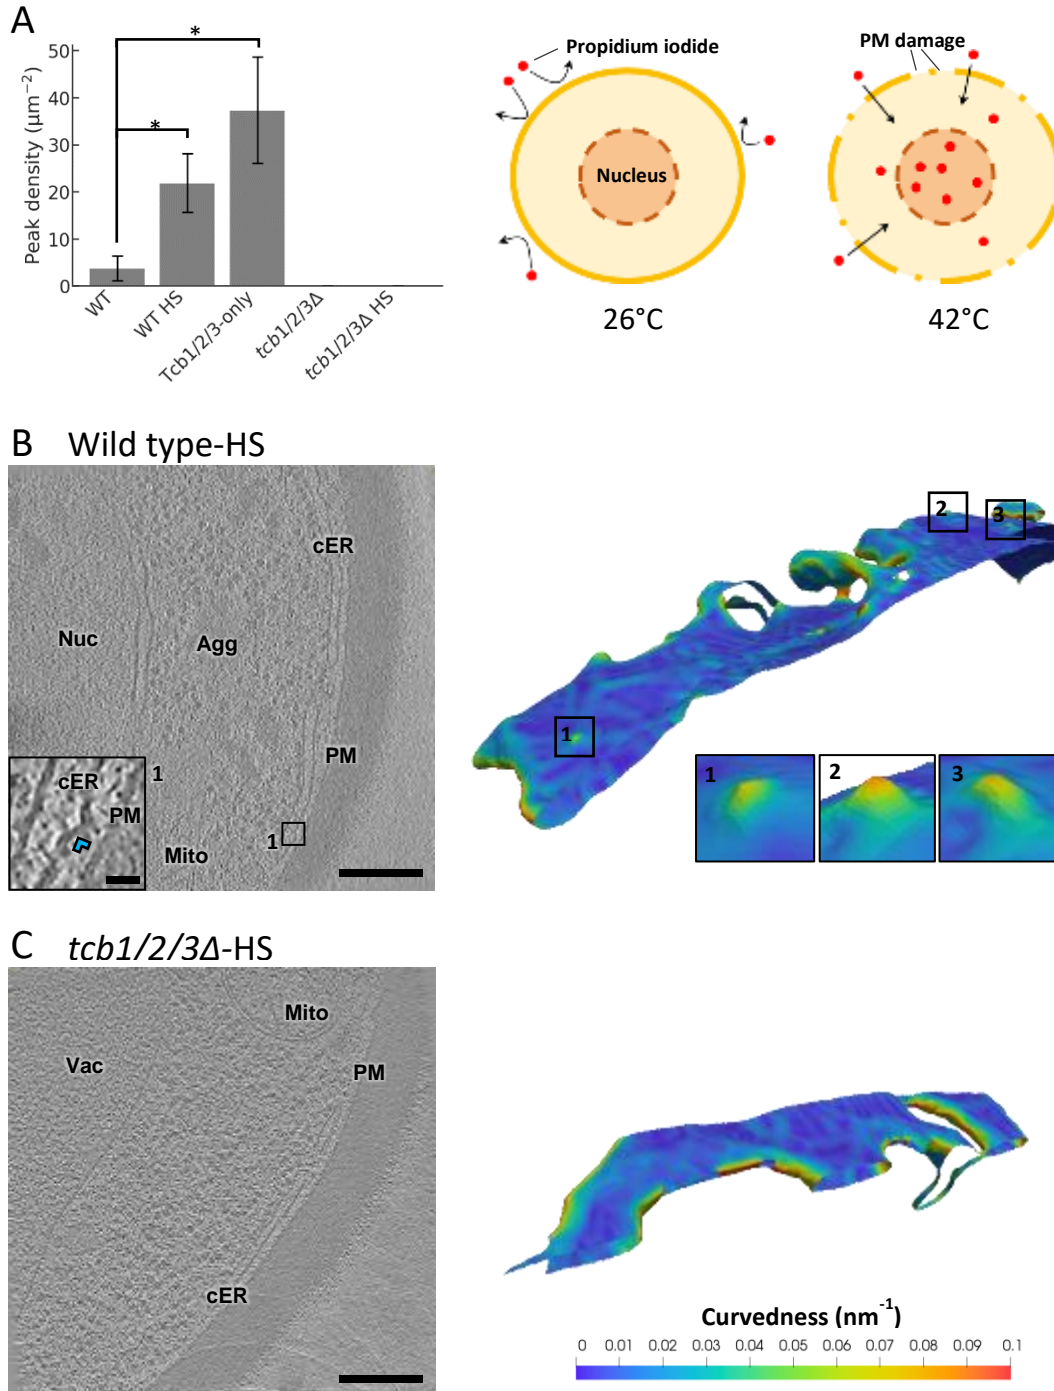 A
Peak density (μm⁻²)
50
40
30
20
10
0
*
*
WT
WT HS
Tcb1/2/3-only
tcb1/2/3Δ
tcb1/2/3Δ HS
Propidium iodide
Nucleus
26°C
PM damage
42°C
B Wild type-HS
cER
Nuc
Agg
PM
1
Mito
cER
PM
1
1
2
3
1
2
3
C tcb1/2/3Δ-HS
Mito
Vac
PM
cER
Curvedness (nm⁻¹)
0 0.01 0.02 0.03 0.04 0.05 0.06 0.07 0.08 0.09 0.1